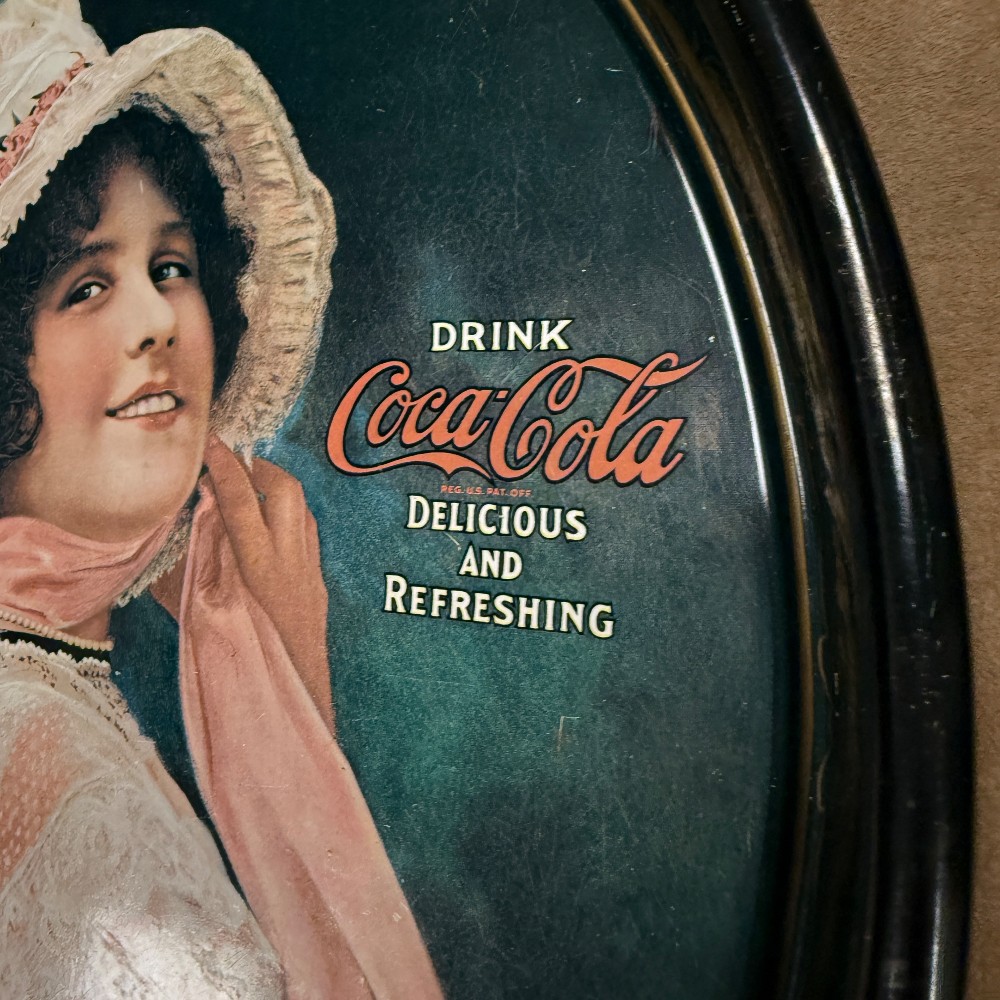 DRINK
Coca-Cola
REG. U.S. PAT. OFF.
DELICIOUS
AND
REFRESHING